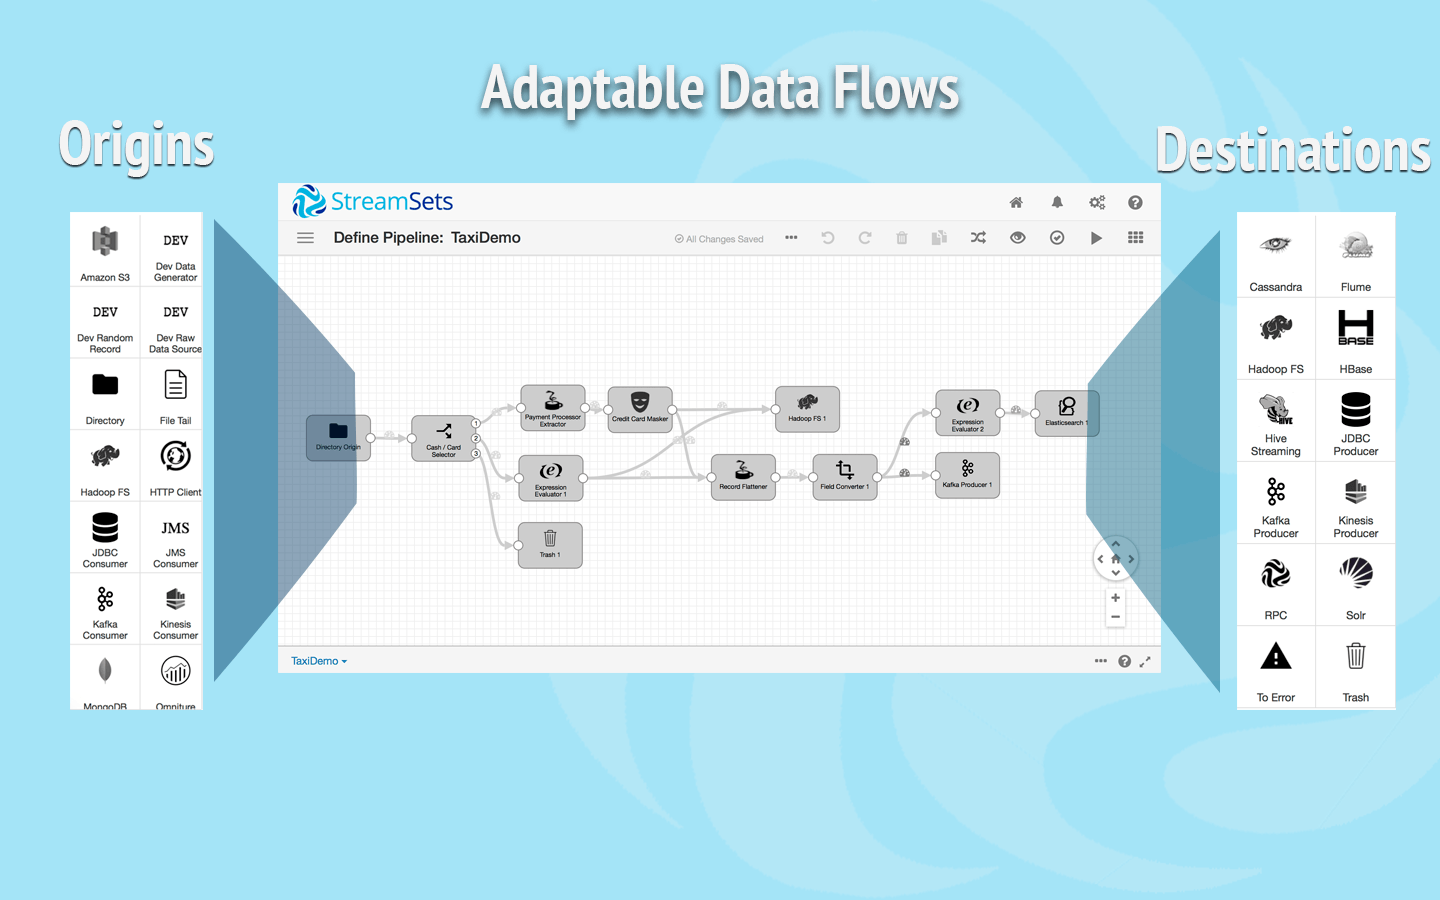 Adaptable Data Flows
Origins
Destinations
StreamSets
Define Pipeline: TaxiDemo
All Changes Saved
Amazon S3
DEV
Dev Data
Generator
DEV
Dev Random
Record
DEV
Dev Raw
Data Source
Directory
File Tail
Hadoop FS
HTTP Client
JDBC
Consumer
JMS
JMS
Consumer
Kafka
Consumer
Kinesis
Consumer
MongoDB
Omniture
Directory Origin
Cash / Card
Selector
1
2
3
Payment Processor
Extractor
Credit Card Masker
Hadoop FS 1
Expression
Evaluator 1
Trash 1
Record Flattener
Field Converter 1
Expression
Evaluator 2
Elasticsearch 1
Kafka Producer 1
TaxiDemo
Cassandra
Flume
Hadoop FS
H
BASE
HBase
HIVE
Hive
Streaming
JDBC
Producer
Kafka
Producer
Kinesis
Producer
RPC
Solr
To Error
Trash